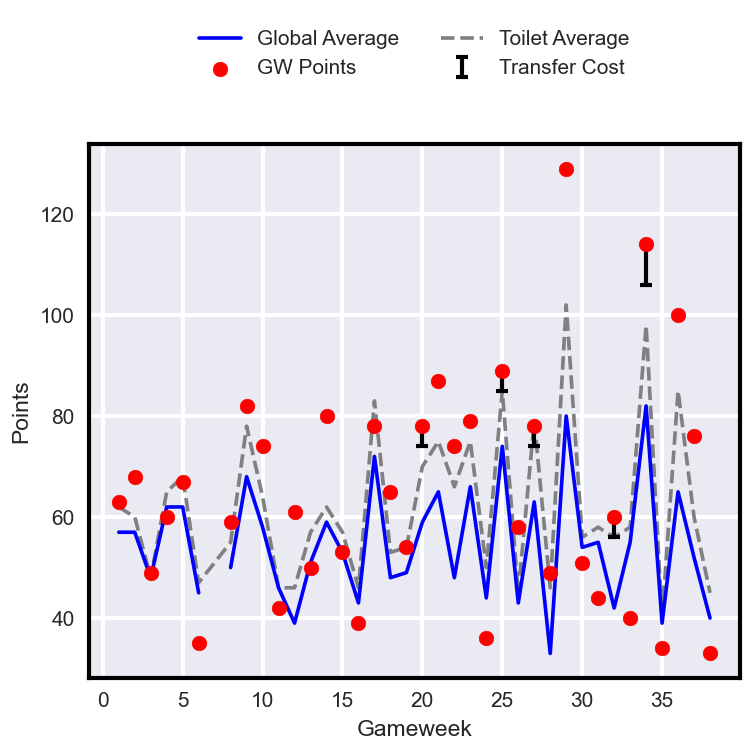 Global Average
Toilet Average
GW Points
Transfer Cost
120
100
80
60
40
Points
0 5 10 15 20 25 30 35
Gameweek